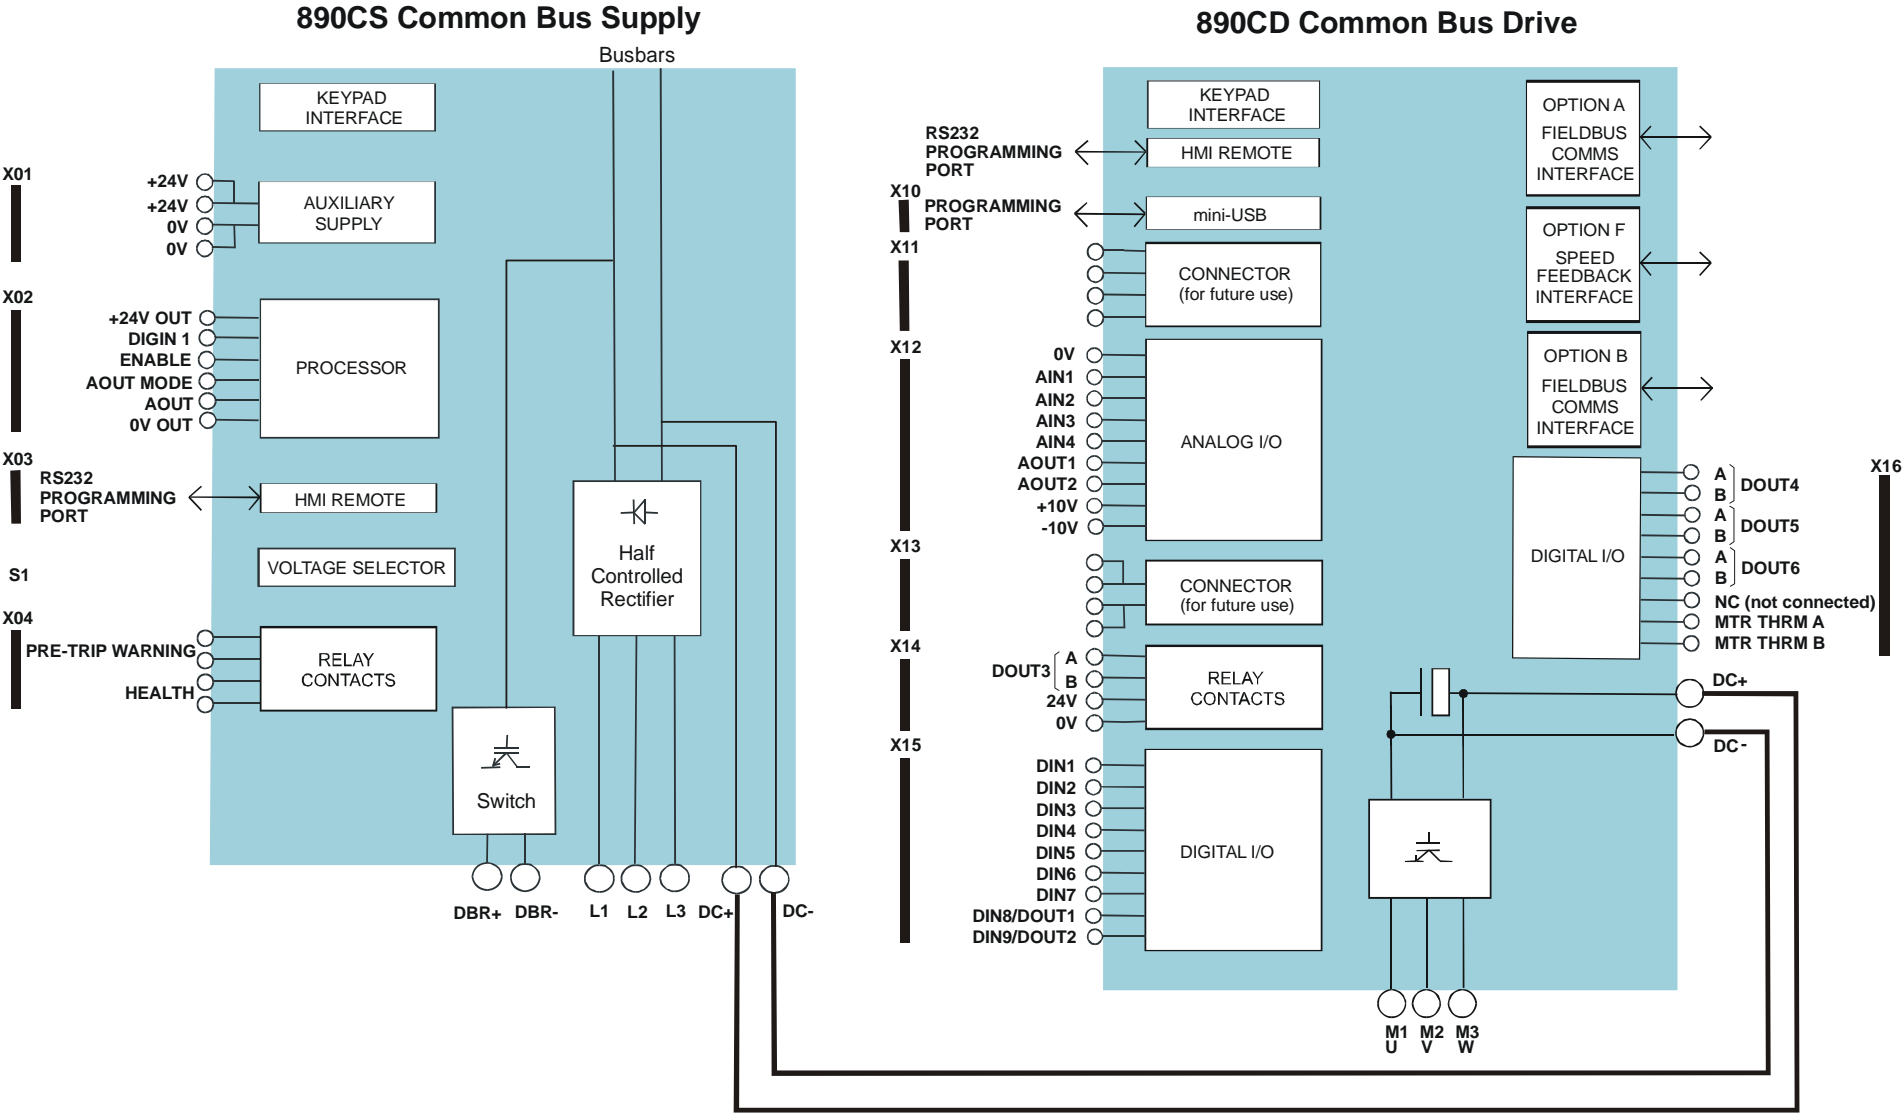 890CS Common Bus Supply
Busbars
KEYPAD
INTERFACE
X01
+24V
+24V
0V
0V
AUXILIARY
SUPPLY
X02
+24V OUT
DIGIN 1
ENABLE
AOUT MODE
AOUT
0V OUT
PROCESSOR
X03
RS232
PROGRAMMING
PORT
HMI REMOTE
S1
VOLTAGE SELECTOR
X04
PRE-TRIP WARNING
HEALTH
RELAY
CONTACTS
Half
Controlled
Rectifier
Switch
DBR+
DBR-
L1
L2
L3
DC+
DC-
890CD Common Bus Drive
KEYPAD
INTERFACE
RS232
PROGRAMMING
PORT
HMI REMOTE
X10
PROGRAMMING
PORT
mini-USB
X11
CONNECTOR
(for future use)
X12
0V
AIN1
AIN2
AIN3
AIN4
AOUT1
AOUT2
+10V
-10V
ANALOG I/O
X13
CONNECTOR
(for future use)
X14
DOUT3
A
B
24V
0V
RELAY
CONTACTS
X15
DIN1
DIN2
DIN3
DIN4
DIN5
DIN6
DIN7
DIN8/DOUT1
DIN9/DOUT2
DIGITAL I/O
OPTION A
FIELDBUS
COMMS
INTERFACE
OPTION F
SPEED
FEEDBACK
INTERFACE
OPTION B
FIELDBUS
COMMS
INTERFACE
DIGITAL I/O
X16
A
B
DOUT4
A
B
DOUT5
A
B
DOUT6
NC (not connected)
MTR THRM A
MTR THRM B
DC+
DC-
M1
U
M2
V
M3
W